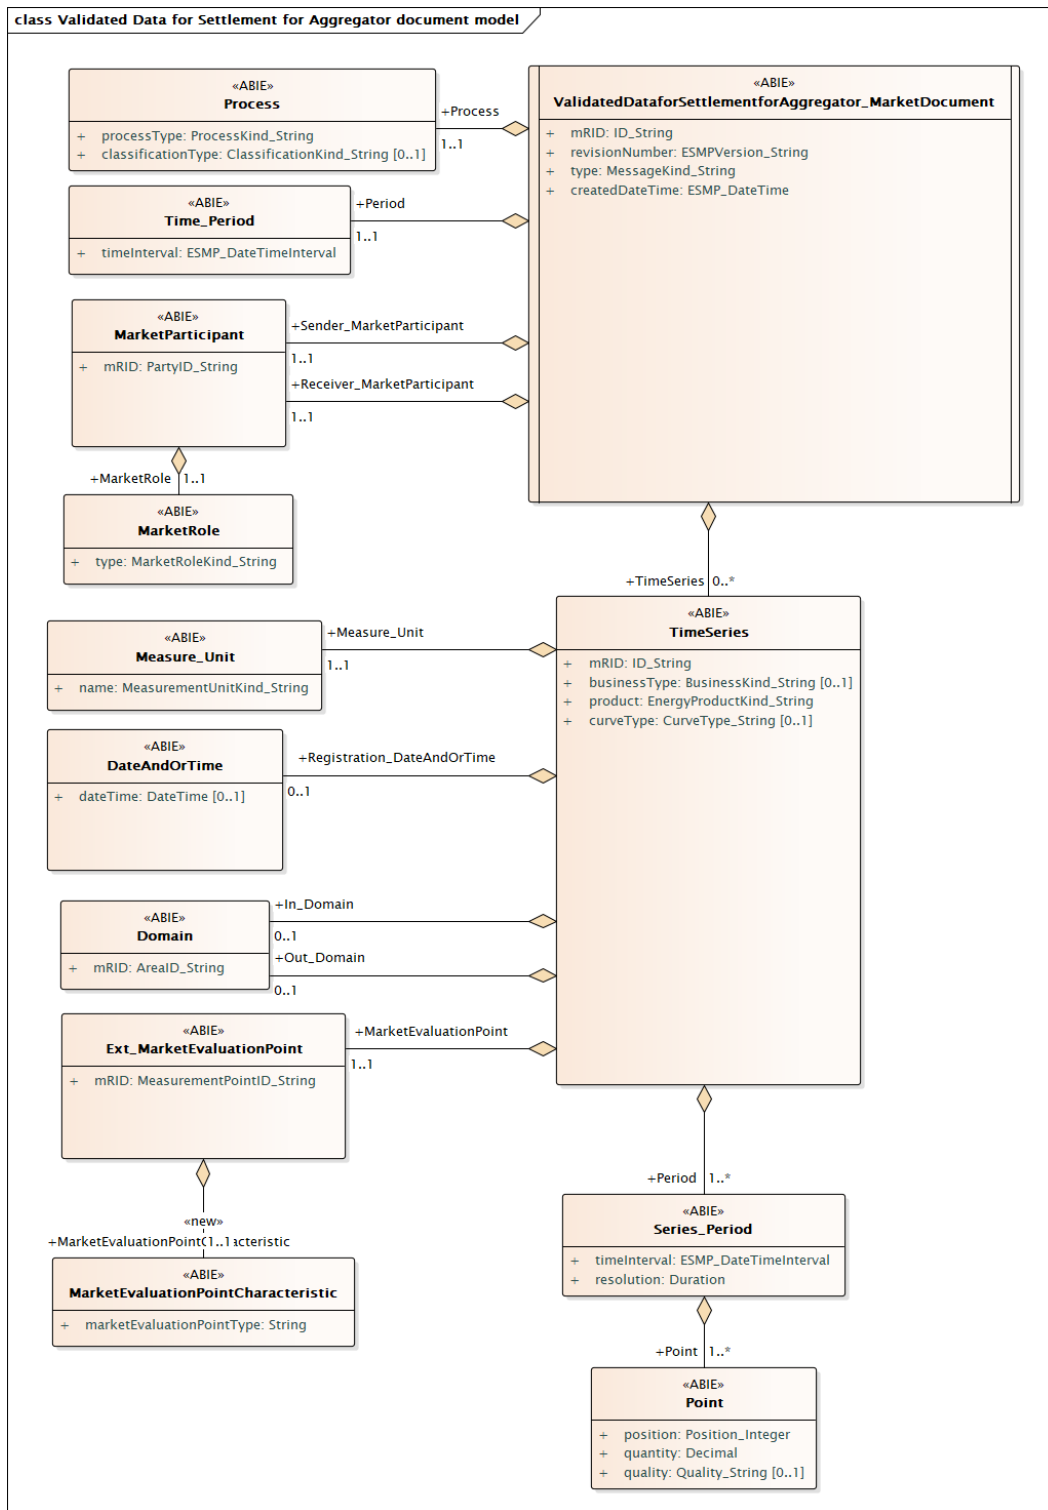 class Validated Data for Settlement for Aggregator document model
«ABIE»
Process
+ processType: ProcessKind_String
+ classificationType: ClassificationKind_String [0..1]
+Process
1..1
«ABIE»
ValidatedDataforSettlementforAggregator_MarketDocument
+ mRID: ID_String
+ revisionNumber: ESMPVersion_String
+ type: MessageKind_String
+ createdDateTime: ESMP_DateTime
«ABIE»
Time_Period
+ timeInterval: ESMP_DateTimeInterval
+Period
1..1
«ABIE»
MarketParticipant
+ mRID: PartyID_String
+Sender_MarketParticipant
1..1
+Receiver_MarketParticipant
1..1
+MarketRole 1..1
«ABIE»
MarketRole
+ type: MarketRoleKind_String
+TimeSeries 0..*
«ABIE»
TimeSeries
+ mRID: ID_String
+ businessType: BusinessKind_String [0..1]
+ product: EnergyProductKind_String
+ curveType: CurveType_String [0..1]
«ABIE»
Measure_Unit
+ name: MeasurementUnitKind_String
+Measure_Unit
1..1
«ABIE»
DateAndOrTime
+ dateTime: DateTime [0..1]
+Registration_DateAndOrTime
0..1
«ABIE»
Domain
+ mRID: AreaID_String
+In_Domain
0..1
+Out_Domain
0..1
«ABIE»
Ext_MarketEvaluationPoint
+ mRID: MeasurementPointID_String
+MarketEvaluationPoint
1..1
«new»
1..1
«ABIE»
MarketEvaluationPointCharacteristic
+ marketEvaluationPointType: String
+Period 1..*
«ABIE»
Series_Period
+ timeInterval: ESMP_DateTimeInterval
+ resolution: Duration
+Point 1..*
«ABIE»
Point
+ position: Position_Integer
+ quantity: Decimal
+ quality: Quality_String [0..1]